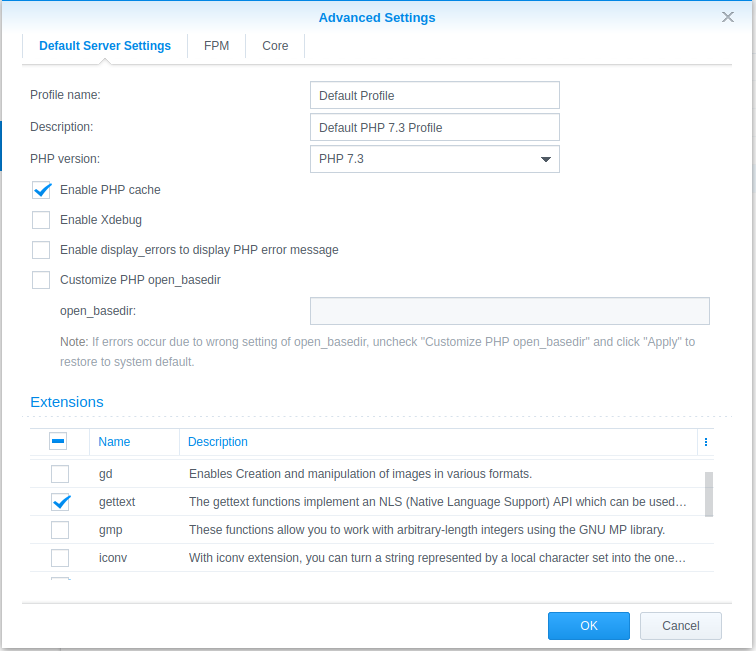 Advanced Settings
Default Server Settings FPM Core
Profile name: Default Profile
Description: Default PHP 7.3 Profile
PHP version: PHP 7.3
Enable PHP cache
Enable Xdebug
Enable display_errors to display PHP error message
Customize PHP open_basedir
open_basedir:
Note: If errors occur due to wrong setting of open_basedir, uncheck "Customize PHP open_basedir" and click "Apply" to
restore to system default.
Extensions
Name Description
gd Enables Creation and manipulation of images in various formats.
gettext The gettext functions implement an NLS (Native Language Support) API which can be used…
gmp These functions allow you to work with arbitrary-length integers using the GNU MP library.
iconv With iconv extension, you can turn a string represented by a local character set into the one…
OK Cancel